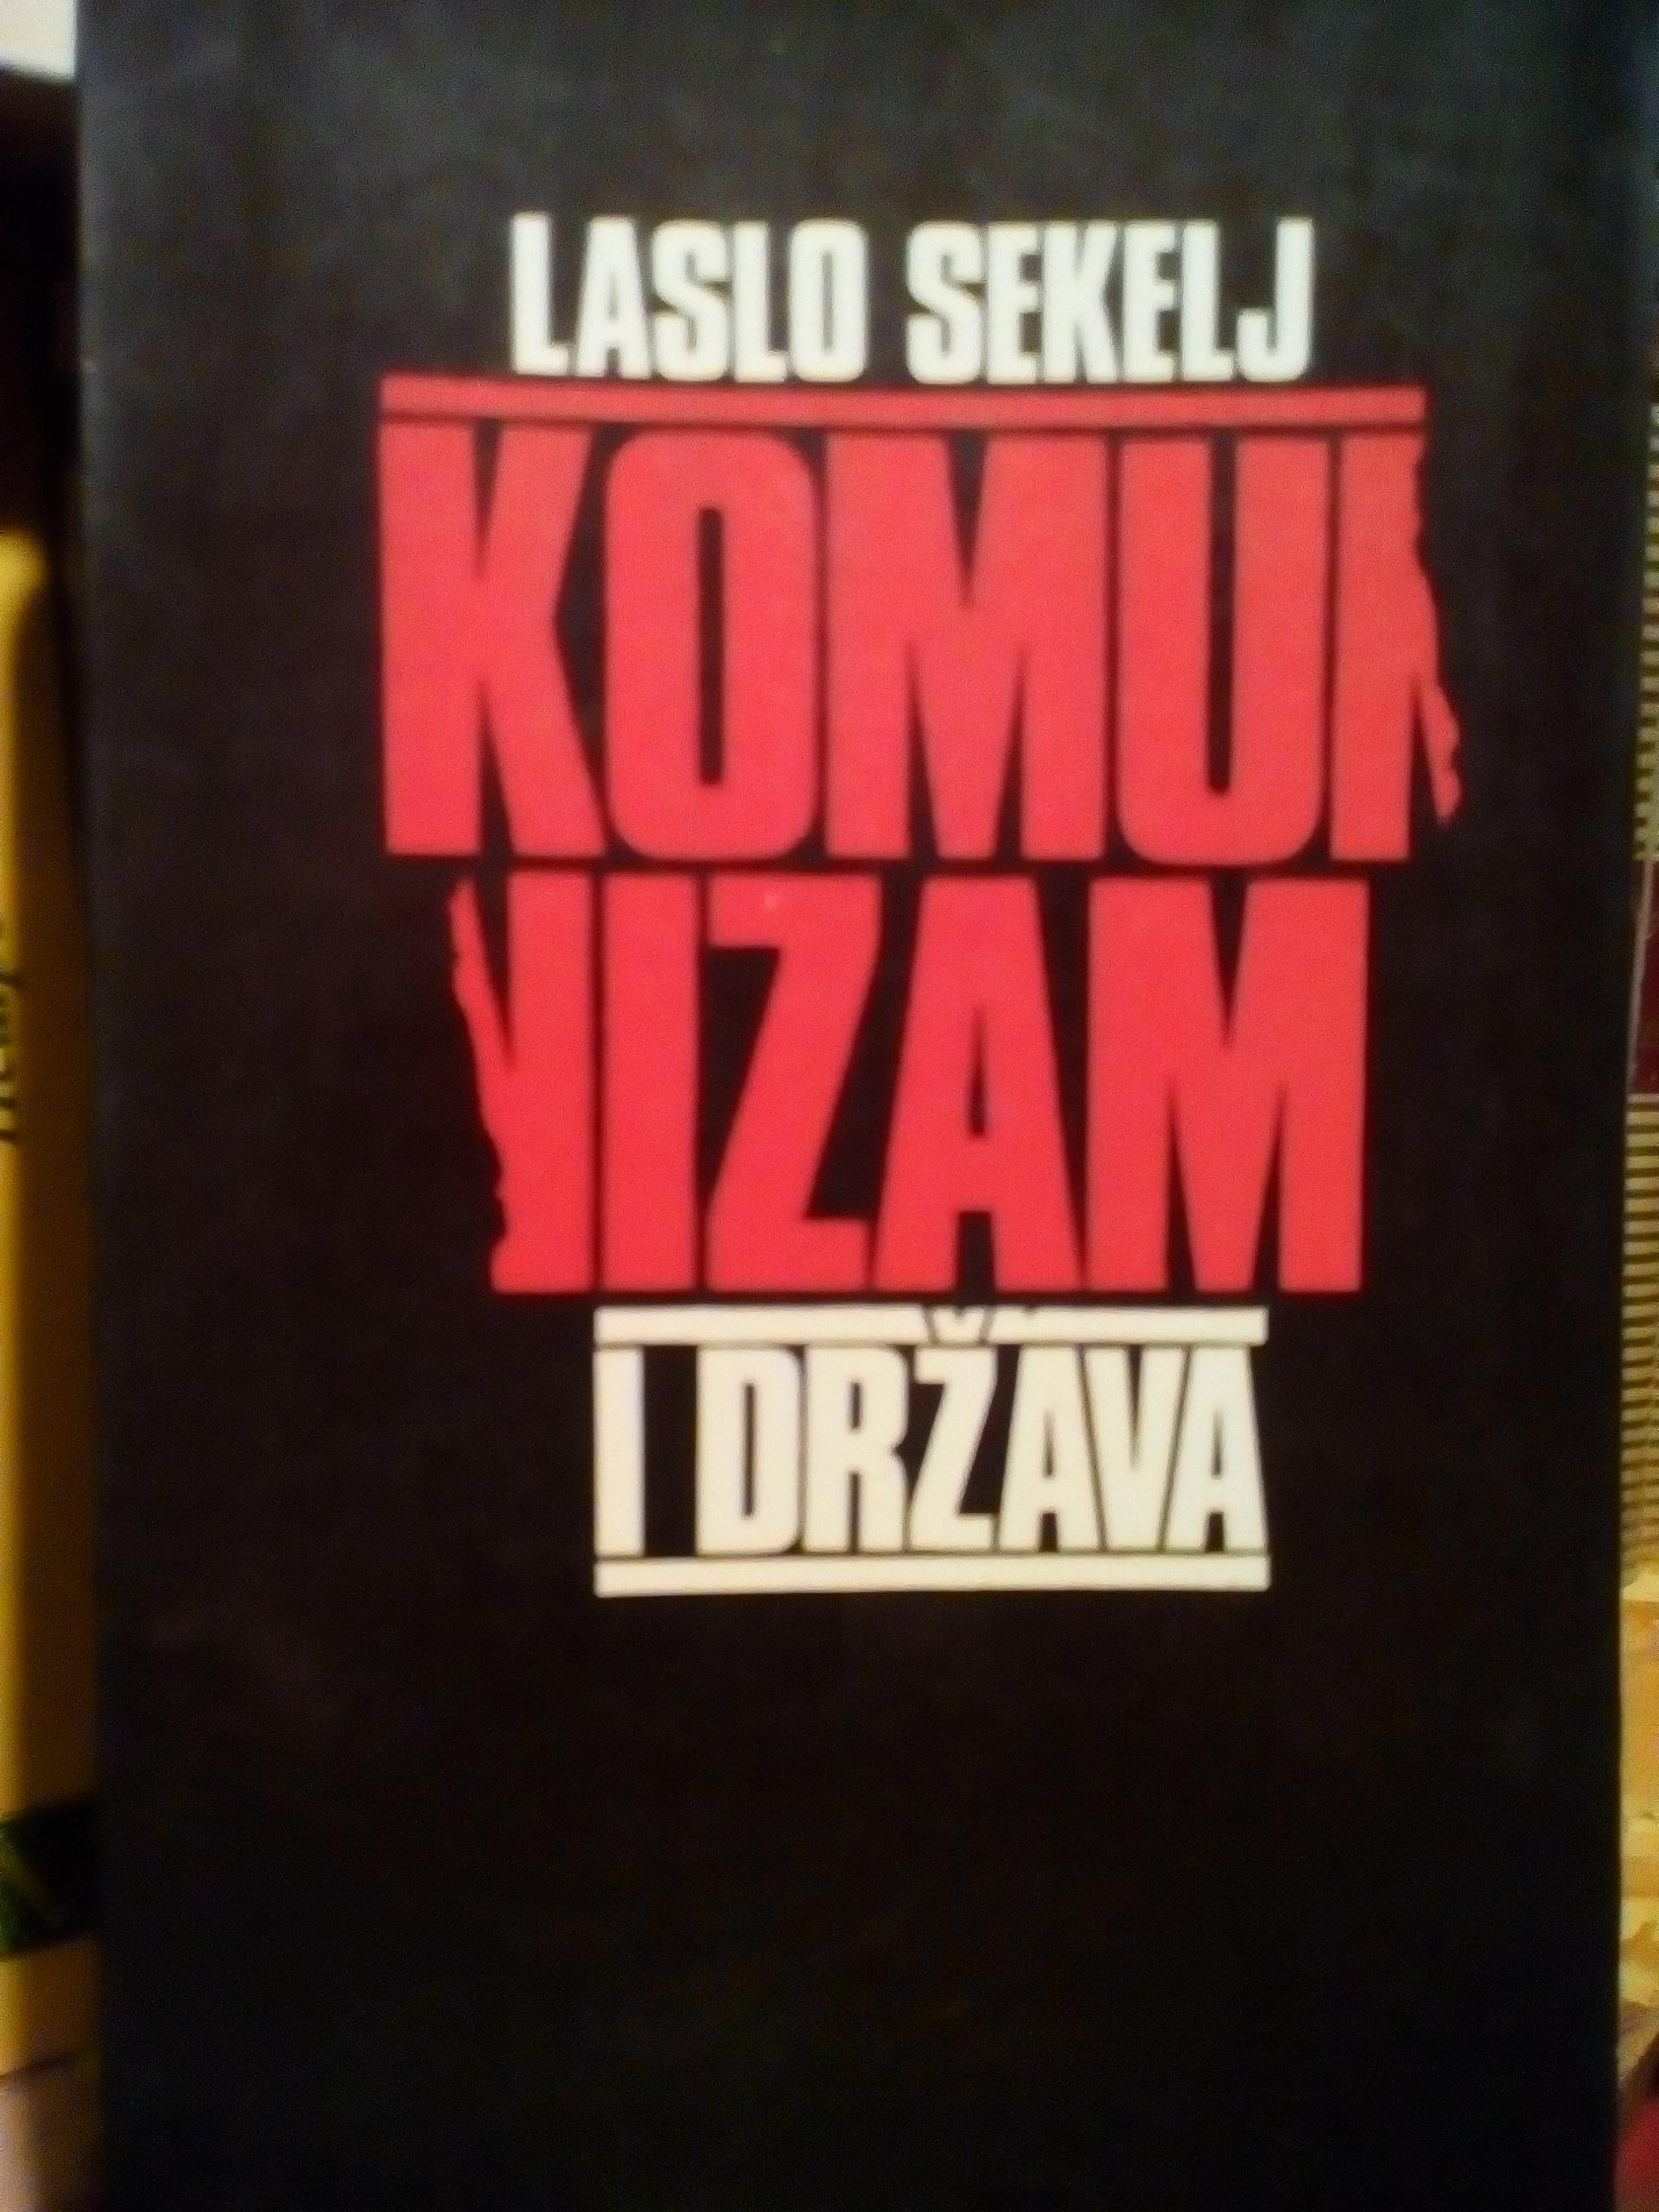 LASLO SEKELJ
KOMUN
NIZAM
I DRŽAVA